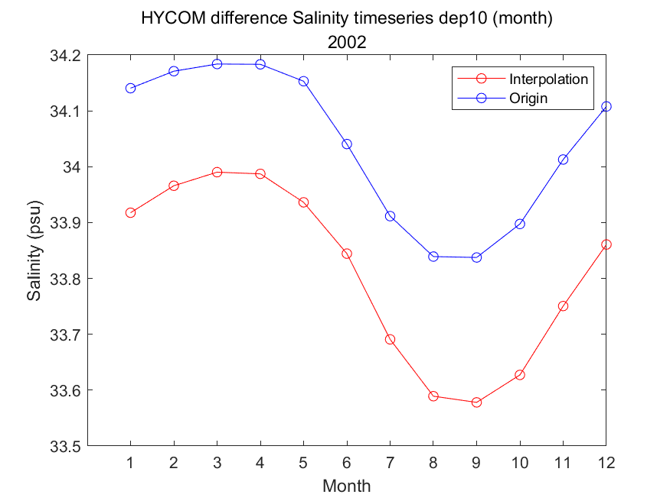 HYCOM difference Salinity timeseries dep10 (month)
2002
34.2
34.1
34
33.9
33.8
33.7
33.6
33.5
Salinity (psu)
Interpolation
Origin
1 2 3 4 5 6 7 8 9 10 11 12
Month